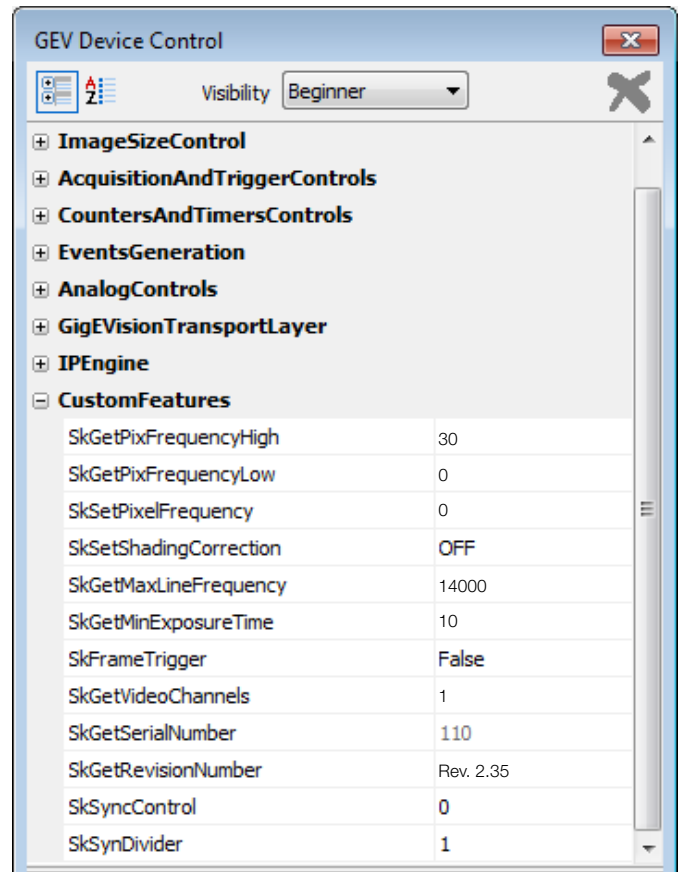 GEV Device Control
A
Z
Visibility Beginner
ImageSizeControl
AcquisitionAndTriggerControls
CountersAndTimersControls
EventsGeneration
AnalogControls
GigEVisionTransportLayer
IPEngine
CustomFeatures
SkGetPixFrequencyHigh 30
SkGetPixFrequencyLow 0
SkSetPixelFrequency 0
SkSetShadingCorrection OFF
SkGetMaxLineFrequency 14000
SkGetMinExposureTime 10
SkFrameTrigger False
SkGetVideoChannels 1
SkGetSerialNumber 110
SkGetRevisionNumber Rev. 2.35
SkSyncControl 0
SkSynDivider 1